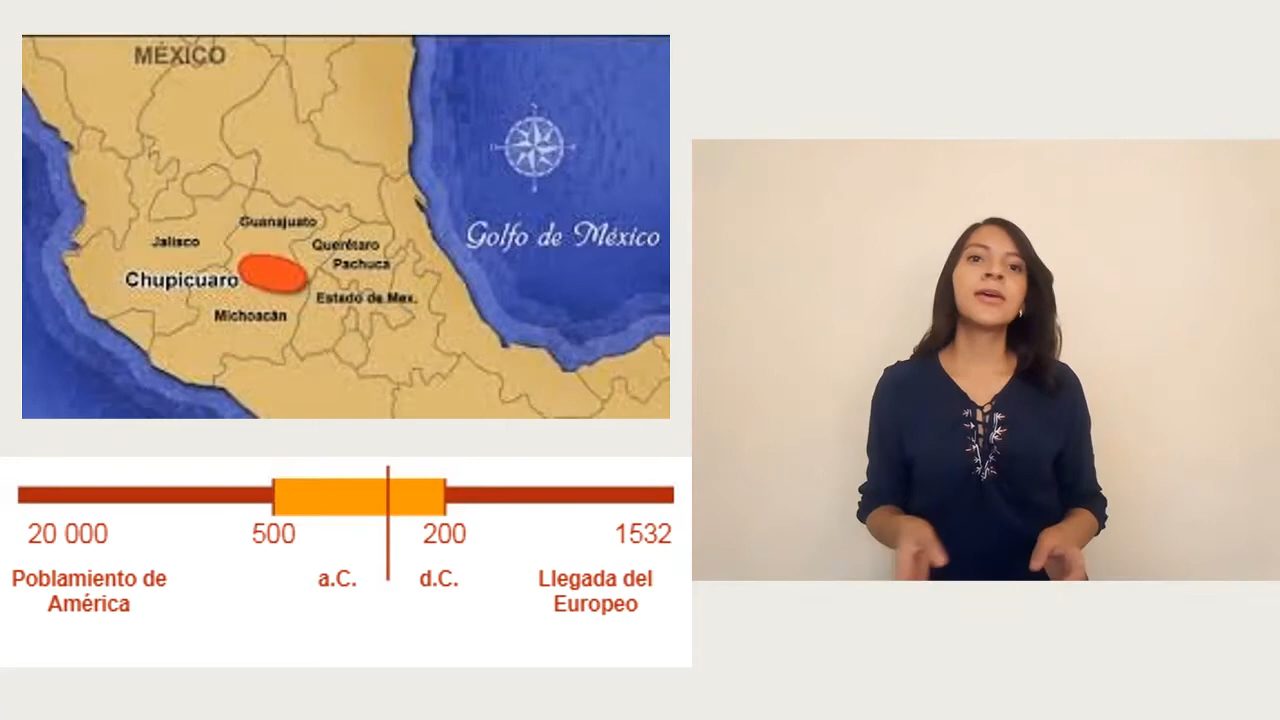 MÉXICO
Golfo de México
Guanajuato
Jalisco
Querétaro
Pachuca
Chupicuaro
Estado de Mex.
Michoacán
20 000
500
200
1532
Poblamiento de
América
a.C.
d.C.
Llegada del
Europeo